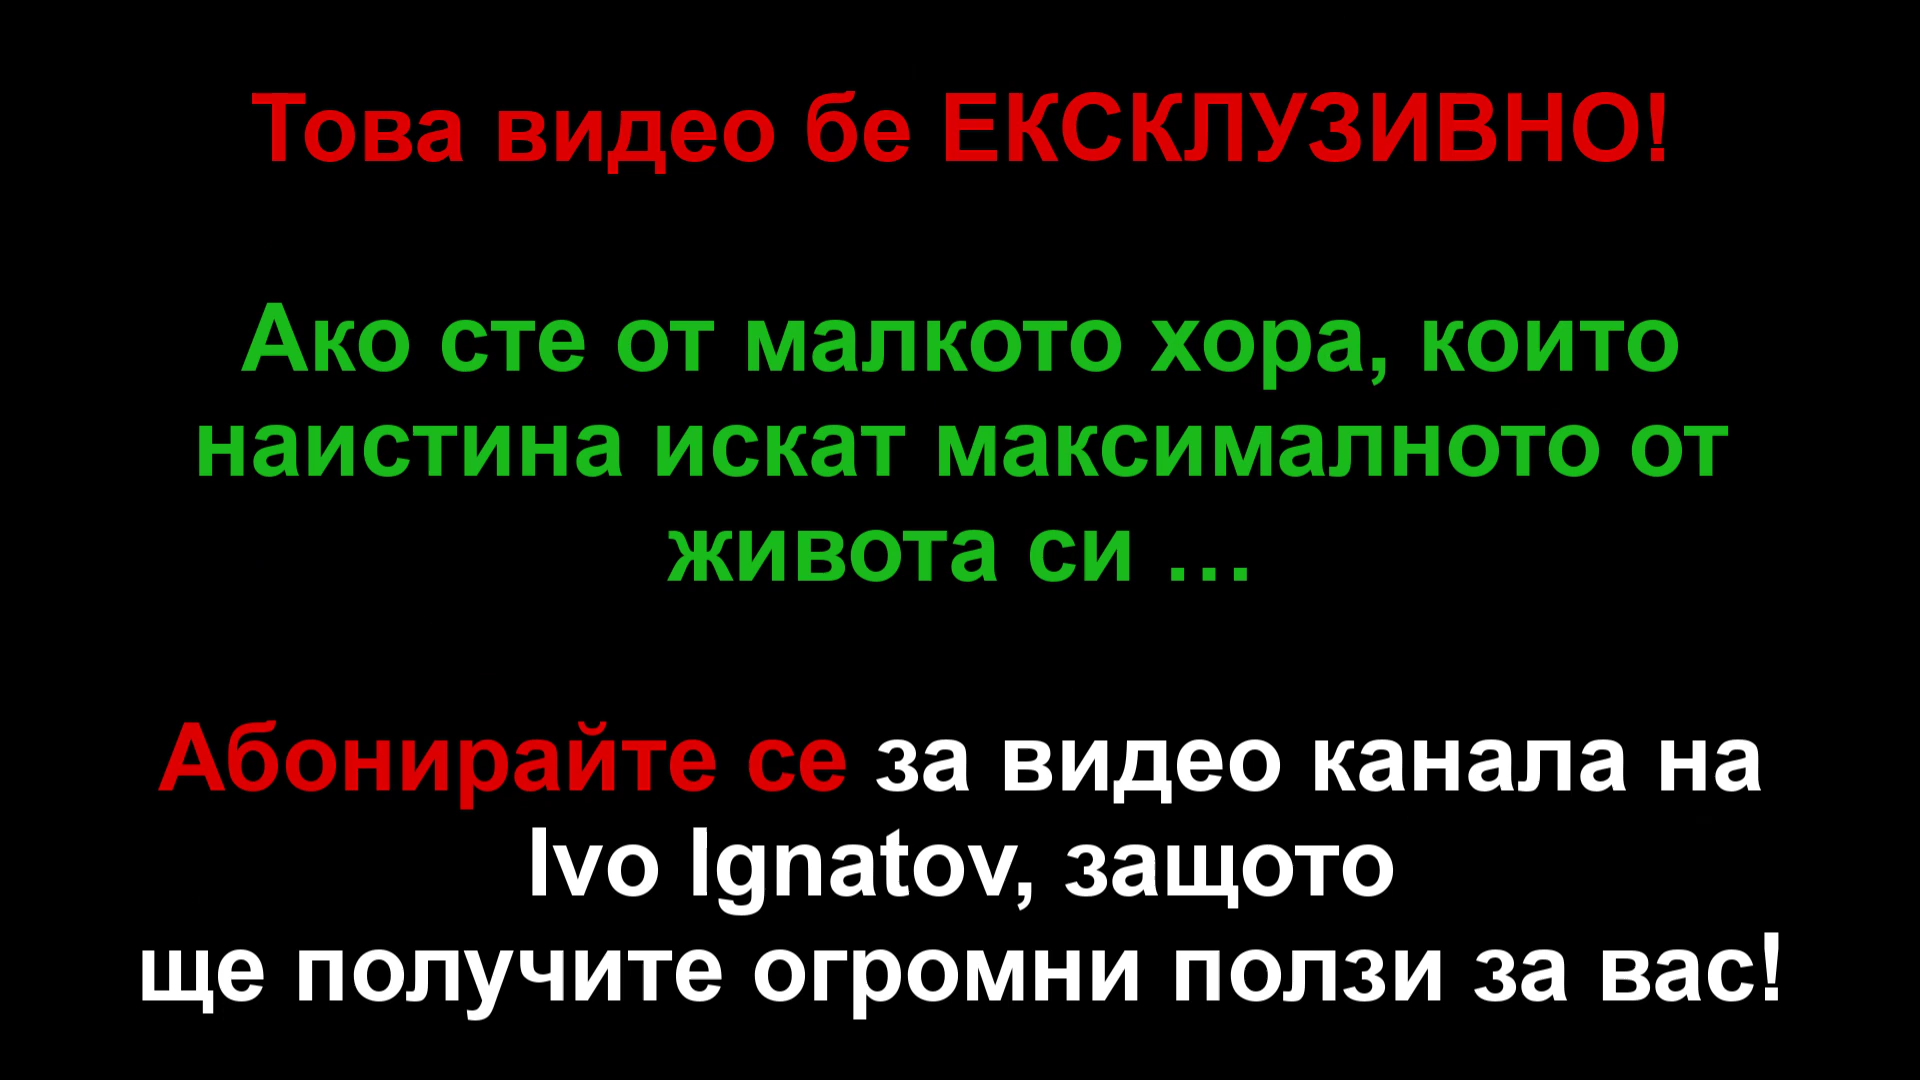 Това видео бе ЕКСКЛУЗИВНО!
Ако сте от малкото хора, които
наистина искат максималното от
живота си …
Абонирайте се за видео канала на
Ivo Ignatov, защото
ще получите огромни ползи за вас!